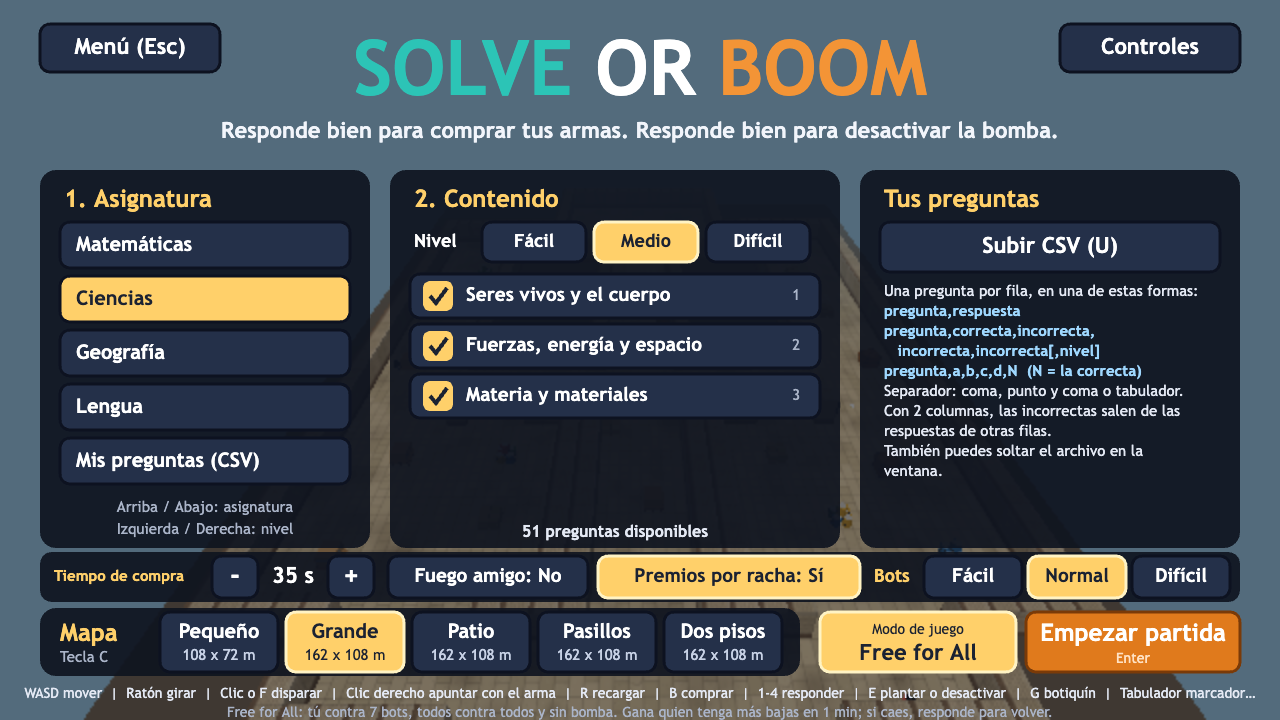 Menú (Esc)
SOLVE OR BOOM
Controles
Responde bien para comprar tus armas. Responde bien para desactivar la bomba.
1. Asignatura
Matemáticas
Ciencias
Geografía
Lengua
Mis preguntas (CSV)
Arriba / Abajo: asignatura
Izquierda / Derecha: nivel
2. Contenido
Nivel Fácil Medio Difícil
Seres vivos y el cuerpo 1
Fuerzas, energía y espacio 2
Materia y materiales 3
51 preguntas disponibles
Tus preguntas
Subir CSV (U)
Una pregunta por fila, en una de estas formas:
pregunta,respuesta
pregunta,correcta,incorrecta,
incorrecta,incorrecta[,nivel]
pregunta,a,b,c,d,N (N = la correcta)
Separador: coma, punto y coma o tabulador.
Con 2 columnas, las incorrectas salen de las
respuestas de otras filas.
También puedes soltar el archivo en la
ventana.
Tiempo de compra - 35 s + Fuego amigo: No Premios por racha: Sí Bots Fácil Normal Difícil
Mapa
Tecla C
Pequeño
108 x 72 m
Grande
162 x 108 m
Patio
162 x 108 m
Pasillos
162 x 108 m
Dos pisos
162 x 108 m
Modo de juego
Free for All
Empezar partida
Enter
WASD mover | Ratón girar | Clic o F disparar | Clic derecho apuntar con el arma | R recargar | B comprar | 1-4 responder | E plantar o desactivar | G botiquín | Tabulador marcador...
Free for All: tú contra 7 bots, todos contra todos y sin bomba. Gana quien tenga más bajas en 1 min; si caes, responde para volver.